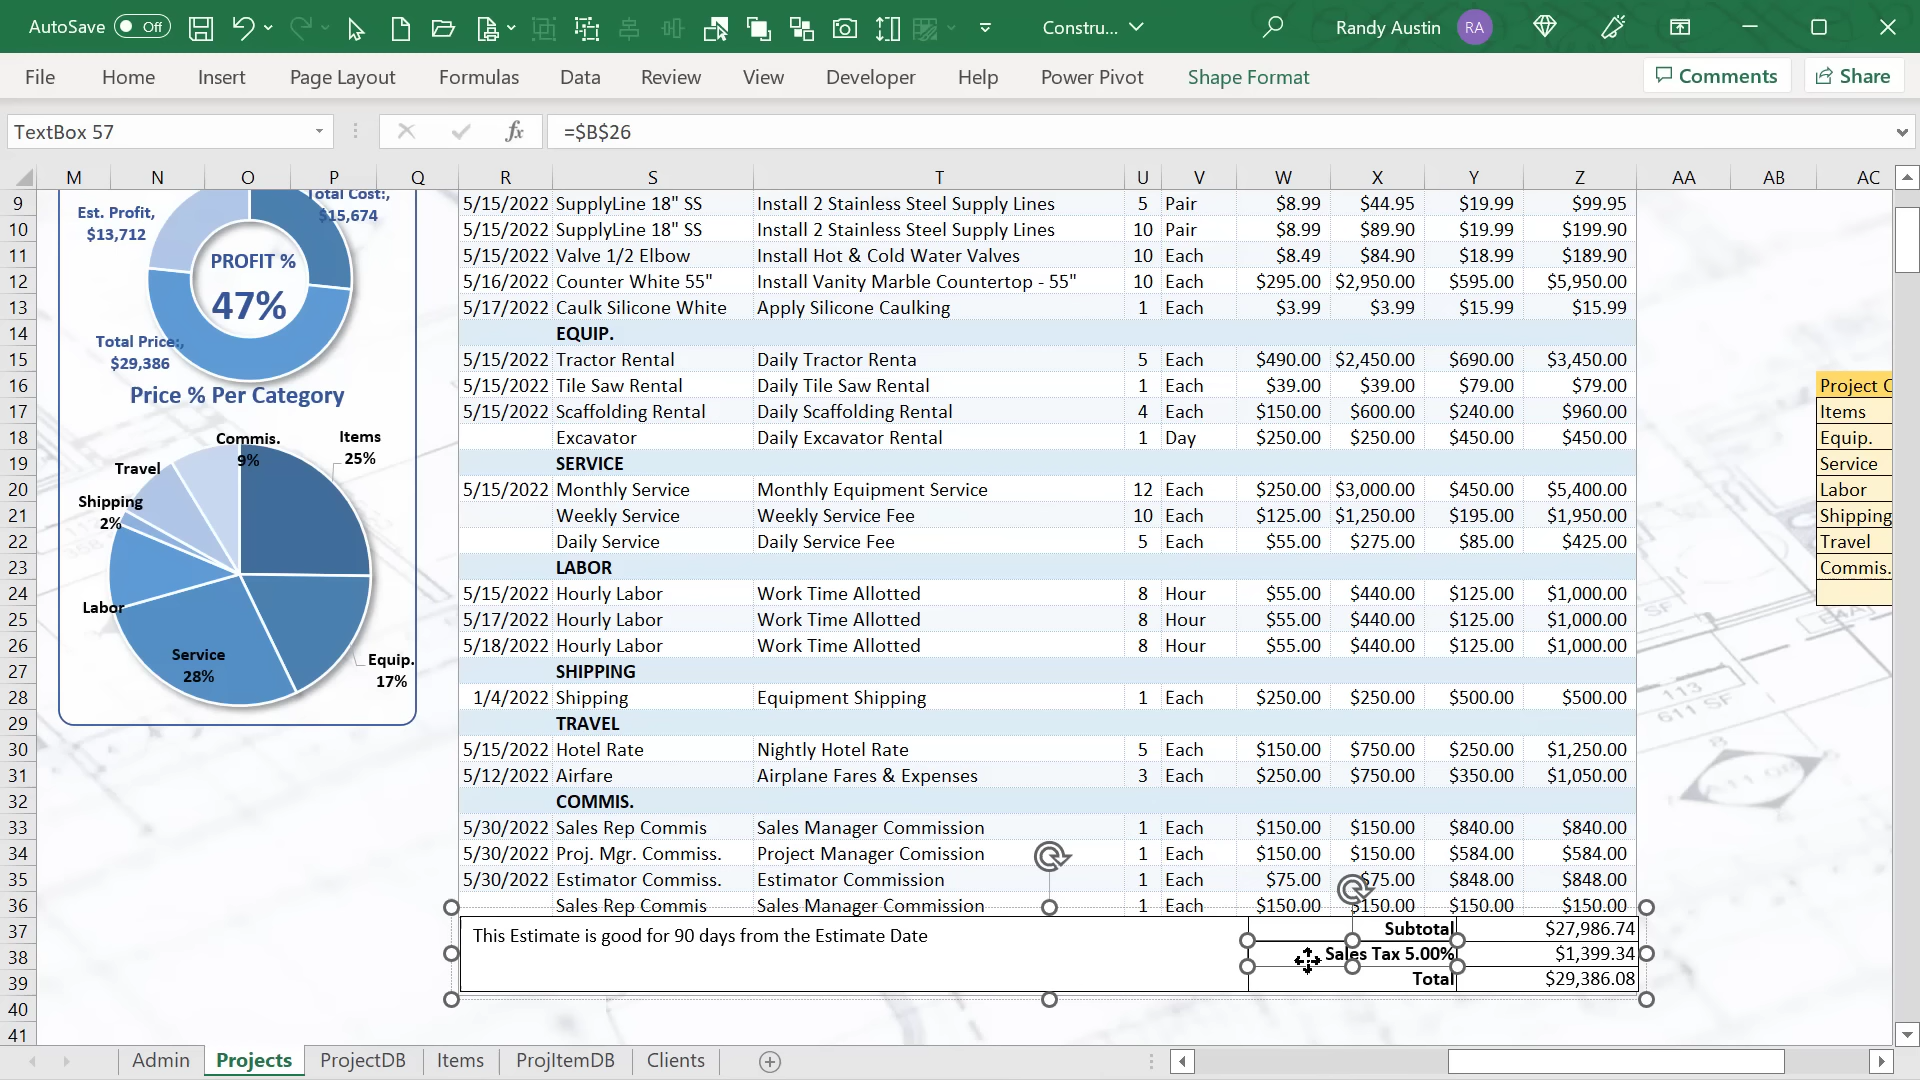 AutoSave Off Constru... Randy Austin RA
File Home Insert Page Layout Formulas Data Review View Developer Help Power Pivot Shape Format Comments Share
TextBox 57 fx =$B$26
M N O P Q R S T U V W X Y Z AA AB AC
Total Cost:,
$15,674
Est. Profit,
$13,712
PROFIT %
47%
Total Price:,
$29,386
Price % Per Category
Commis.
9%
Items
25%
Travel
Shipping
2%
Labor
Service
28%
Equip.
17%
9 5/15/2022 SupplyLine 18" SS Install 2 Stainless Steel Supply Lines 5 Pair $8.99 $44.95 $19.99 $99.95
10 5/15/2022 SupplyLine 18" SS Install 2 Stainless Steel Supply Lines 10 Pair $8.99 $89.90 $19.99 $199.90
11 5/15/2022 Valve 1/2 Elbow Install Hot & Cold Water Valves 10 Each $8.49 $84.90 $18.99 $189.90
12 5/16/2022 Counter White 55" Install Vanity Marble Countertop - 55" 10 Each $295.00 $2,950.00 $595.00 $5,950.00
13 5/17/2022 Caulk Silicone White Apply Silicone Caulking 1 Each $3.99 $3.99 $15.99 $15.99
14 EQUIP.
15 5/15/2022 Tractor Rental Daily Tractor Renta 5 Each $490.00 $2,450.00 $690.00 $3,450.00
16 5/15/2022 Tile Saw Rental Daily Tile Saw Rental 1 Each $39.00 $39.00 $79.00 $79.00 Project C
17 5/15/2022 Scaffolding Rental Daily Scaffolding Rental 4 Each $150.00 $600.00 $240.00 $960.00 Items
18 Excavator Daily Excavator Rental 1 Day $250.00 $250.00 $450.00 $450.00 Equip.
19 SERVICE Service
20 5/15/2022 Monthly Service Monthly Equipment Service 12 Each $250.00 $3,000.00 $450.00 $5,400.00 Labor
21 Weekly Service Weekly Service Fee 10 Each $125.00 $1,250.00 $195.00 $1,950.00 Shipping
22 Daily Service Daily Service Fee 5 Each $55.00 $275.00 $85.00 $425.00 Travel
23 LABOR Commis.
24 5/15/2022 Hourly Labor Work Time Allotted 8 Hour $55.00 $440.00 $125.00 $1,000.00
25 5/17/2022 Hourly Labor Work Time Allotted 8 Hour $55.00 $440.00 $125.00 $1,000.00
26 5/18/2022 Hourly Labor Work Time Allotted 8 Hour $55.00 $440.00 $125.00 $1,000.00
27 SHIPPING
28 1/4/2022 Shipping Equipment Shipping 1 Each $250.00 $250.00 $500.00 $500.00
29 TRAVEL
30 5/15/2022 Hotel Rate Nightly Hotel Rate 5 Each $150.00 $750.00 $250.00 $1,250.00
31 5/12/2022 Airfare Airplane Fares & Expenses 3 Each $250.00 $750.00 $350.00 $1,050.00
32 COMMIS.
33 5/30/2022 Sales Rep Commis Sales Manager Commission 1 Each $150.00 $150.00 $840.00 $840.00
34 5/30/2022 Proj. Mgr. Commiss. Project Manager Comission 1 Each $150.00 $150.00 $584.00 $584.00
35 5/30/2022 Estimator Commiss. Estimator Commission 1 Each $75.00 $75.00 $848.00 $848.00
36 Sales Rep Commis Sales Manager Commission 1 Each $150.00 $150.00 $150.00 $150.00
37 This Estimate is good for 90 days from the Estimate Date Subtotal $27,986.74
38 Sales Tax 5.00% $1,399.34
39 Total $29,386.08
40
41
113
611 SF
Admin Projects ProjectDB Items ProjItemDB Clients